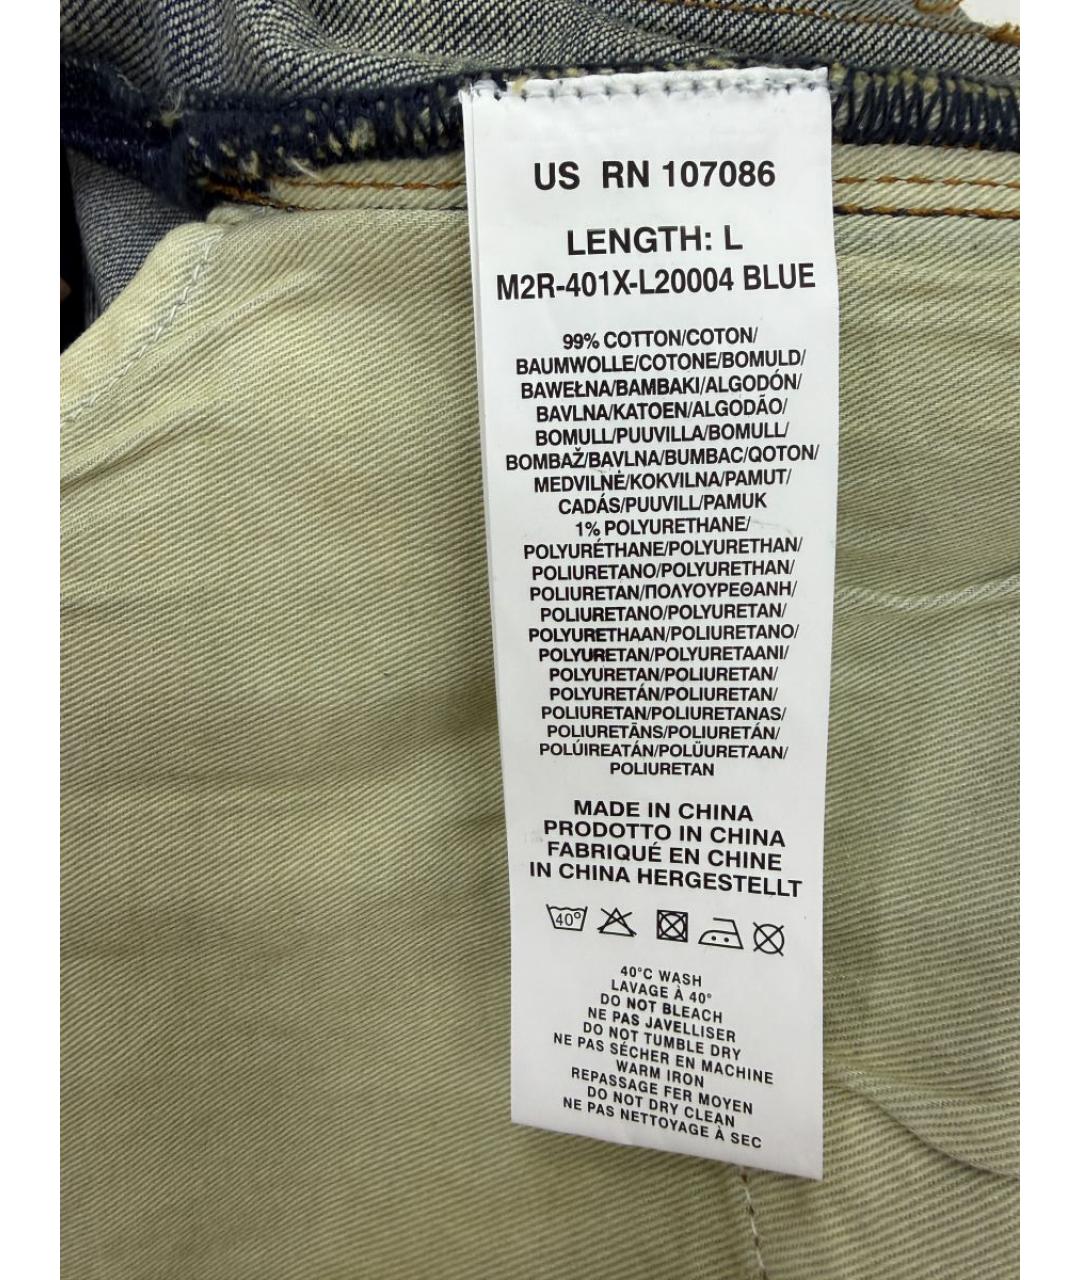 US RN 107086
LENGTH: L
M2R-401X-L20004 BLUE
99% COTTON/COTON/
BAUMWOLLE/COTONE/BOMULD/
BAWEŁNA/BAMBAKI/ALGODÓN/
BAVLNA/KATOEN/ALGODÃO/
BOMULL/PUUVILLA/BOMULL/
BOMBAŽ/BAVLNA/BUMBAC/QOTON/
MEDVILNĖ/KOKVILNA/PAMUT/
CADÁS/PUUVILL/PAMUK
1% POLYURETHANE/
POLYURÉTHANE/POLYURETHAN/
POLIURETANO/POLYURETHAN/
POLIURETAN/ΠΟΛΥΟΥΡΕΘΑΝΗ/
POLIURETANO/POLYURETAN/
POLYURETHAAN/POLIURETANO/
POLYURETAN/POLYURETAANI/
POLYURETAN/POLIURETAN/
POLYURETÁN/POLIURETAN/
POLIURETAN/POLIURETANAS/
POLIURETĀNS/POLIURETÁN/
POLÚIREATÁN/POLÜURETAAN/
POLIURETAN
MADE IN CHINA
PRODOTTO IN CHINA
FABRIQUÉ EN CHINE
IN CHINA HERGESTELLT
40°
40°C WASH
LAVAGE À 40°
DO NOT BLEACH
NE PAS JAVELLISER
DO NOT TUMBLE DRY
NE PAS SÉCHER EN MACHINE
WARM IRON
REPASSAGE FER MOYEN
DO NOT DRY CLEAN
NE PAS NETTOYAGE À SEC